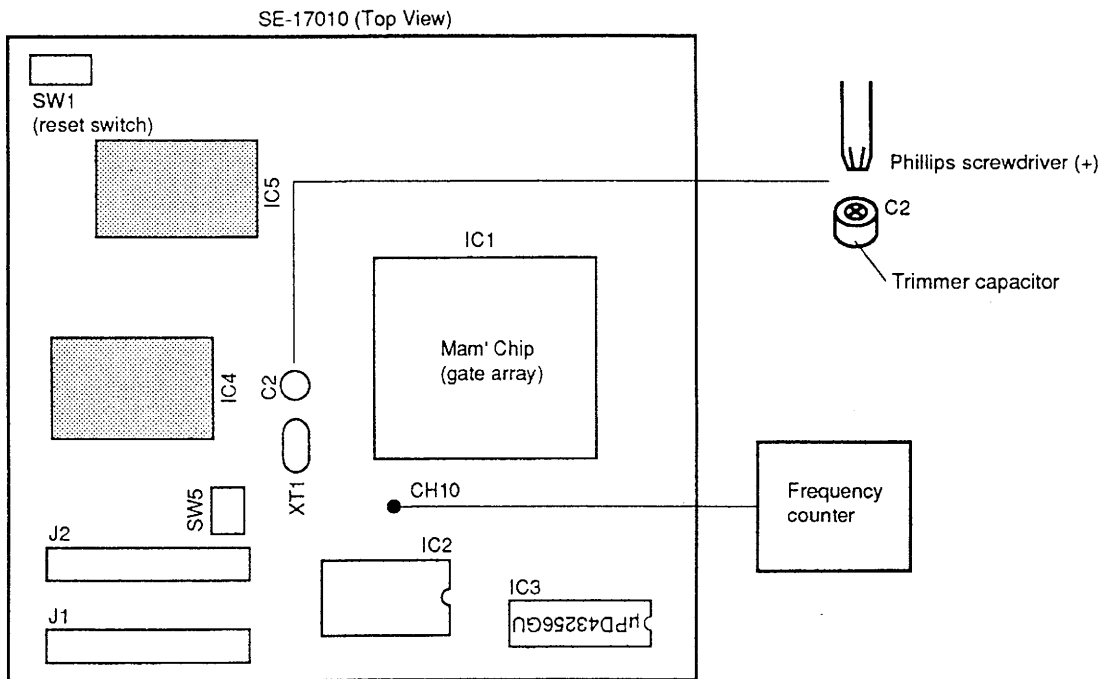 SE-17010 (Top View)
SW1
(reset switch)
IC5
Phillips screwdriver (+)
C2
Trimmer capacitor
IC1
Mam' Chip
(gate array)
IC4
C2
XT1
SW5
CH10
Frequency
counter
J2
IC2
IC3
µPD43256GU
J1